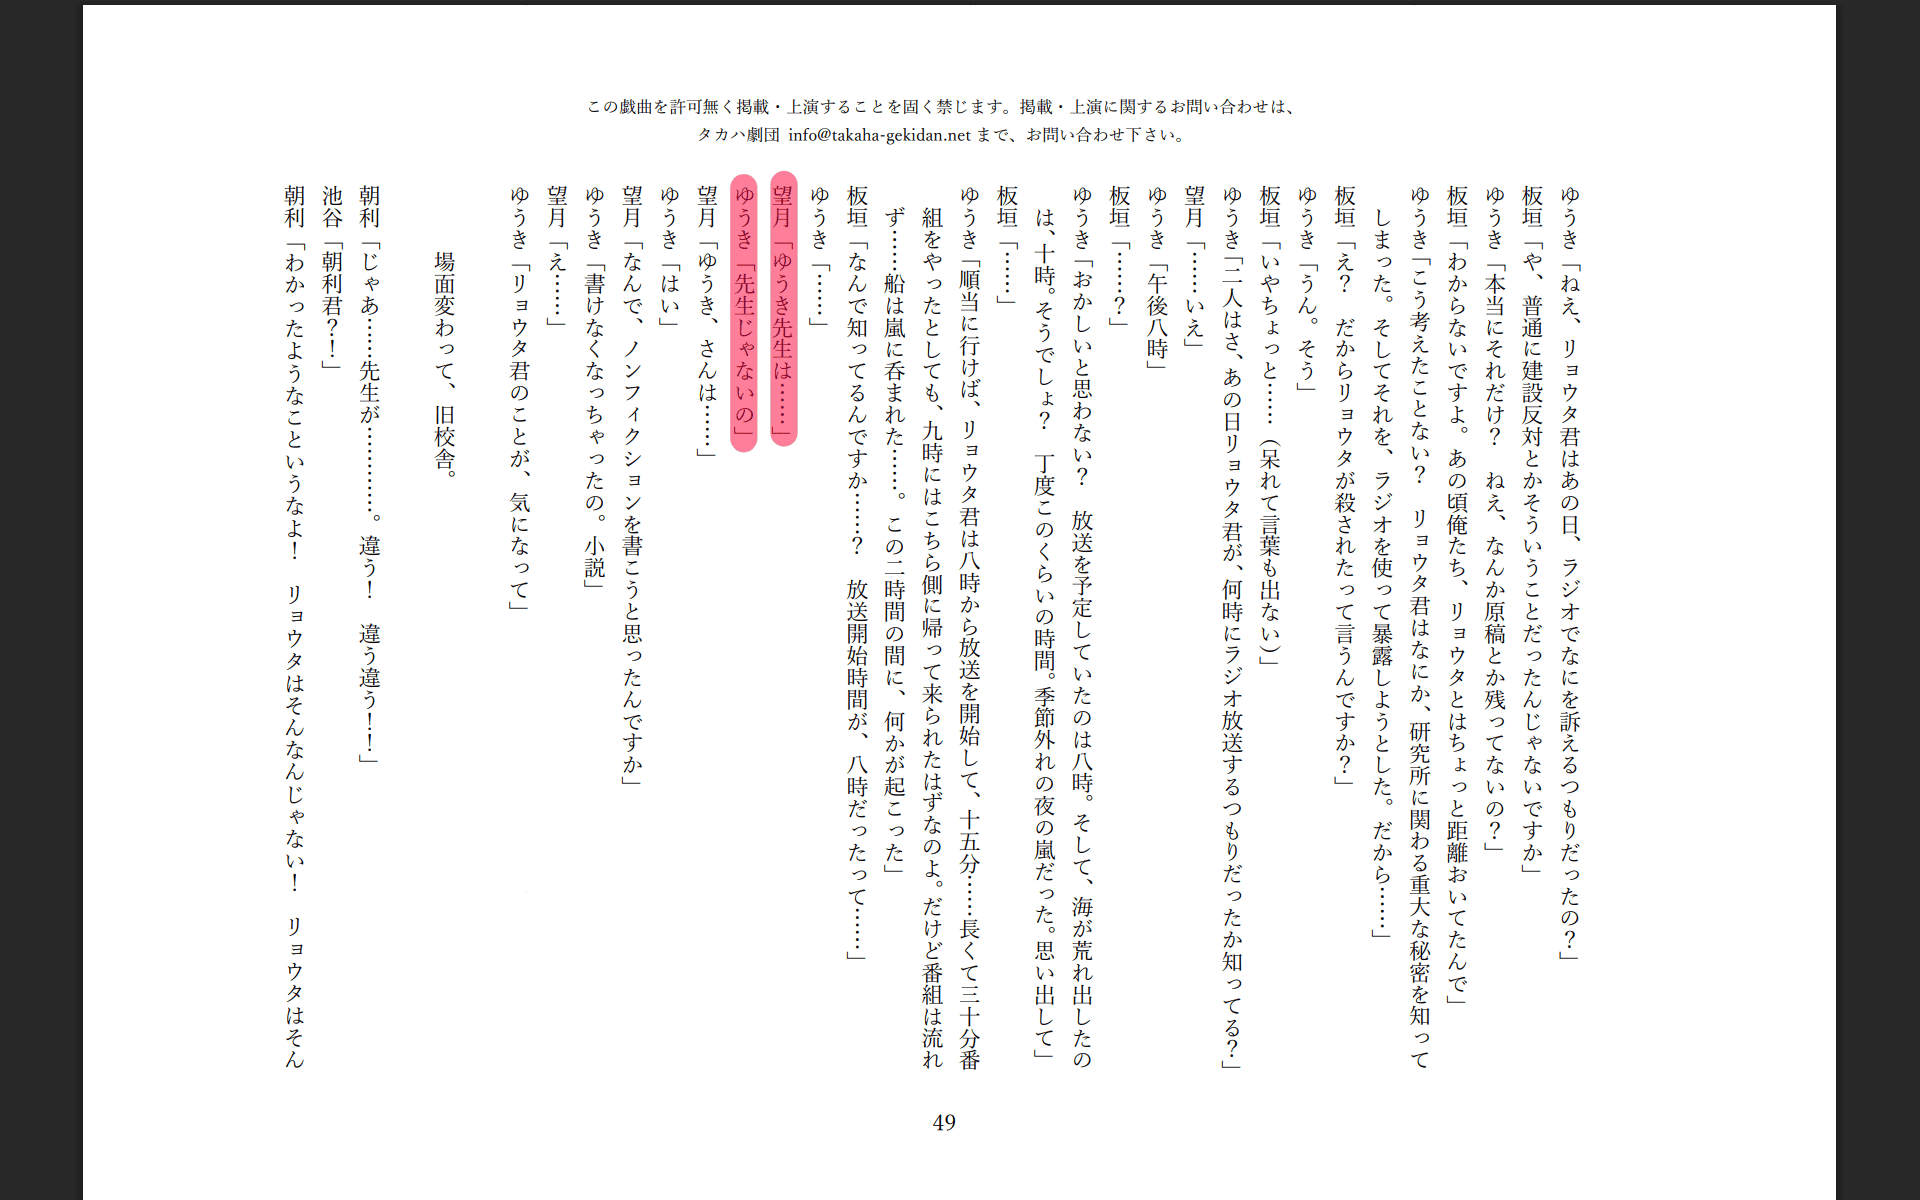 この戯曲を許可無く掲載・上演することを固く禁じます。掲載・上演に関するお問い合わせは、
タカハ劇団 info@takaha-gekidan.net まで、お問い合わせ下さい。
ゆうき「ねえ、リョウタ君はあの日、ラジオでなにを訴えるつもりだったの？」
板垣「や、普通に建設反対とかそういうことだったんじゃないですか」
ゆうき「本当にそれだけ？　ねえ、なんか原稿とか残ってないの？」
板垣「わからないですよ。あの頃俺たち、リョウタとはちょっと距離おいてたんで」
ゆうき「こう考えたことない？　リョウタ君はなにか、研究所に関わる重大な秘密を知って
しまった。そしてそれを、ラジオを使って暴露しようとした。だから……」
板垣「え？　だからリョウタが殺されたって言うんですか？」
ゆうき「うん。そう」
板垣「いやちょっと……（呆れて言葉も出ない）」
ゆうき「二人はさ、あの日リョウタ君が、何時にラジオ放送するつもりだったか知ってる？」
望月「……いえ」
ゆうき「午後八時」
板垣「……？」
ゆうき「おかしいと思わない？　放送を予定していたのは八時。そして、海が荒れ出したの
は、十時。そうでしょ？　丁度このくらいの時間。季節外れの夜の嵐だった。思い出して」
板垣「……」
ゆうき「順当に行けば、リョウタ君は八時から放送を開始して、十五分……長くて三十分番
組をやったとしても、九時にはこちら側に帰って来られたはずなのよ。だけど番組は流れ
ず……船は嵐に呑まれた……。この二時間の間に、何かが起こった」
板垣「なんで知ってるんですか……？　放送開始時間が、八時だったって……」
ゆうき「……」
望月「ゆうき先生は……」
ゆうき「先生じゃないの」
望月「ゆうき、さんは……」
ゆうき「はい」
望月「なんで、ノンフィクションを書こうと思ったんですか」
ゆうき「書けなくなっちゃったの。小説」
望月「え……」
ゆうき「リョウタ君のことが、気になって」
場面変わって、旧校舎。
朝利「じゃあ……先生が…………。違う！　違う違う！！」
池谷「朝利君？！」
朝利「わかったようなこというなよ！　リョウタはそんなんじゃない！　リョウタはそん
49